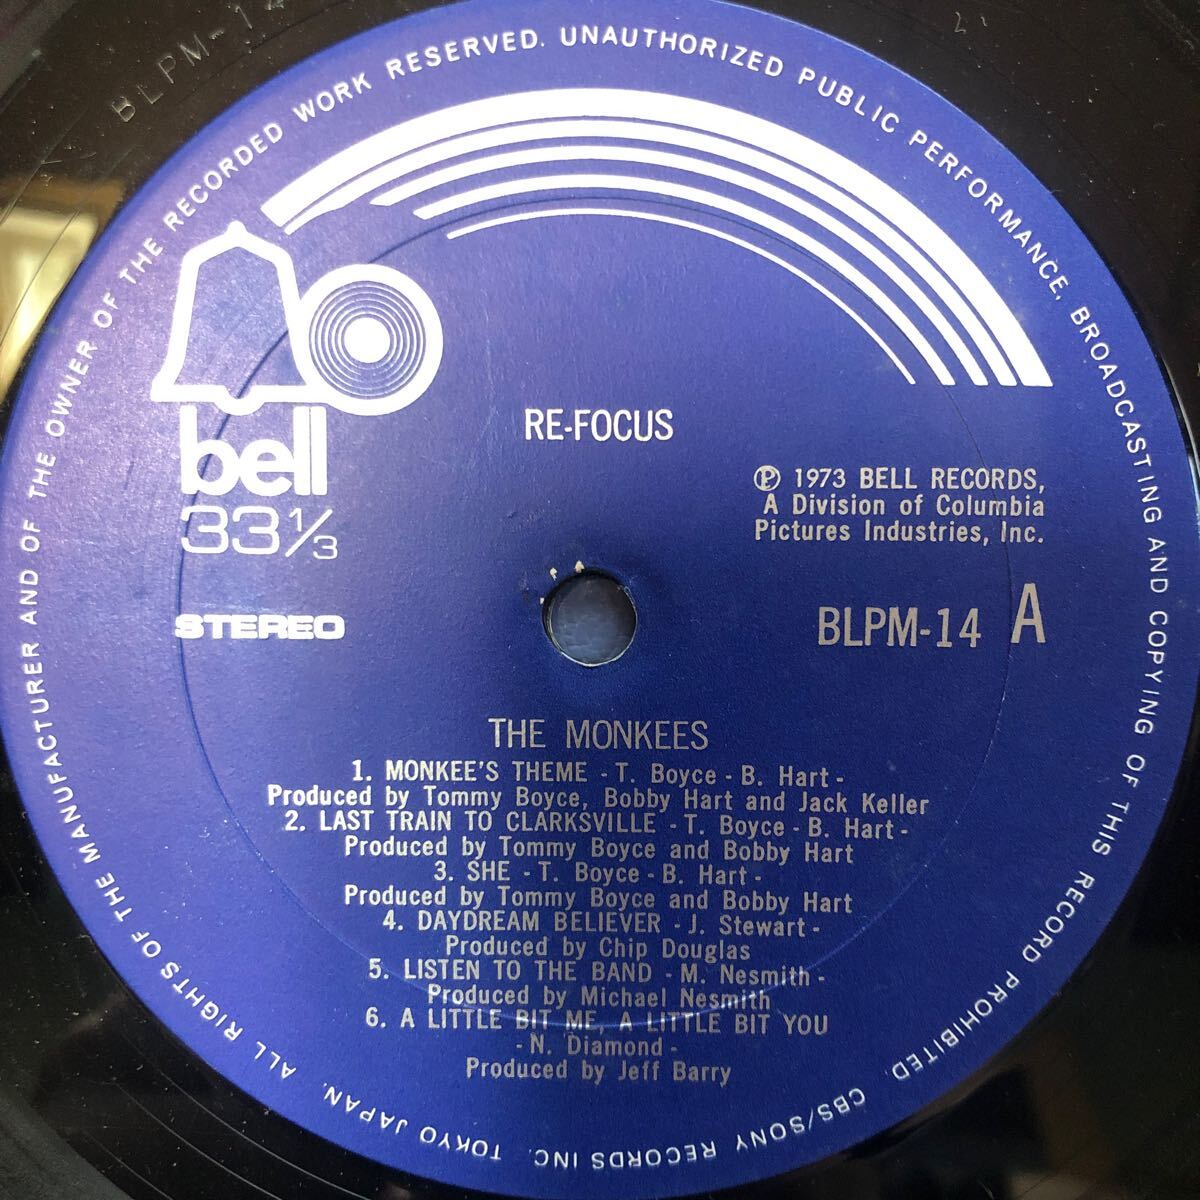 BLPM-14
ALL RIGHTS OF THE MANUFACTURER AND OF THE OWNER OF THE RECORDED WORK RESERVED. UNAUTHORIZED PUBLIC PERFORMANCE, BROADCASTING AND COPYING OF THIS RECORD PROHIBITED. CBS/SONY RECORDS INC. TOKYO JAPAN.
bell
33 1/3
STEREO
RE-FOCUS
Ⓟ 1973 BELL RECORDS,
A Division of Columbia
Pictures Industries, Inc.
BLPM-14 A
THE MONKEES
1. MONKEE'S THEME - T. Boyce - B. Hart -
Produced by Tommy Boyce, Bobby Hart and Jack Keller
2. LAST TRAIN TO CLARKSVILLE - T. Boyce - B. Hart -
Produced by Tommy Boyce and Bobby Hart
3. SHE - T. Boyce - B. Hart -
Produced by Tommy Boyce and Bobby Hart
4. DAYDREAM BELIEVER - J. Stewart -
Produced by Chip Douglas
5. LISTEN TO THE BAND - M. Nesmith -
Produced by Michael Nesmith
6. A LITTLE BIT ME, A LITTLE BIT YOU
- N. Diamond -
Produced by Jeff Barry